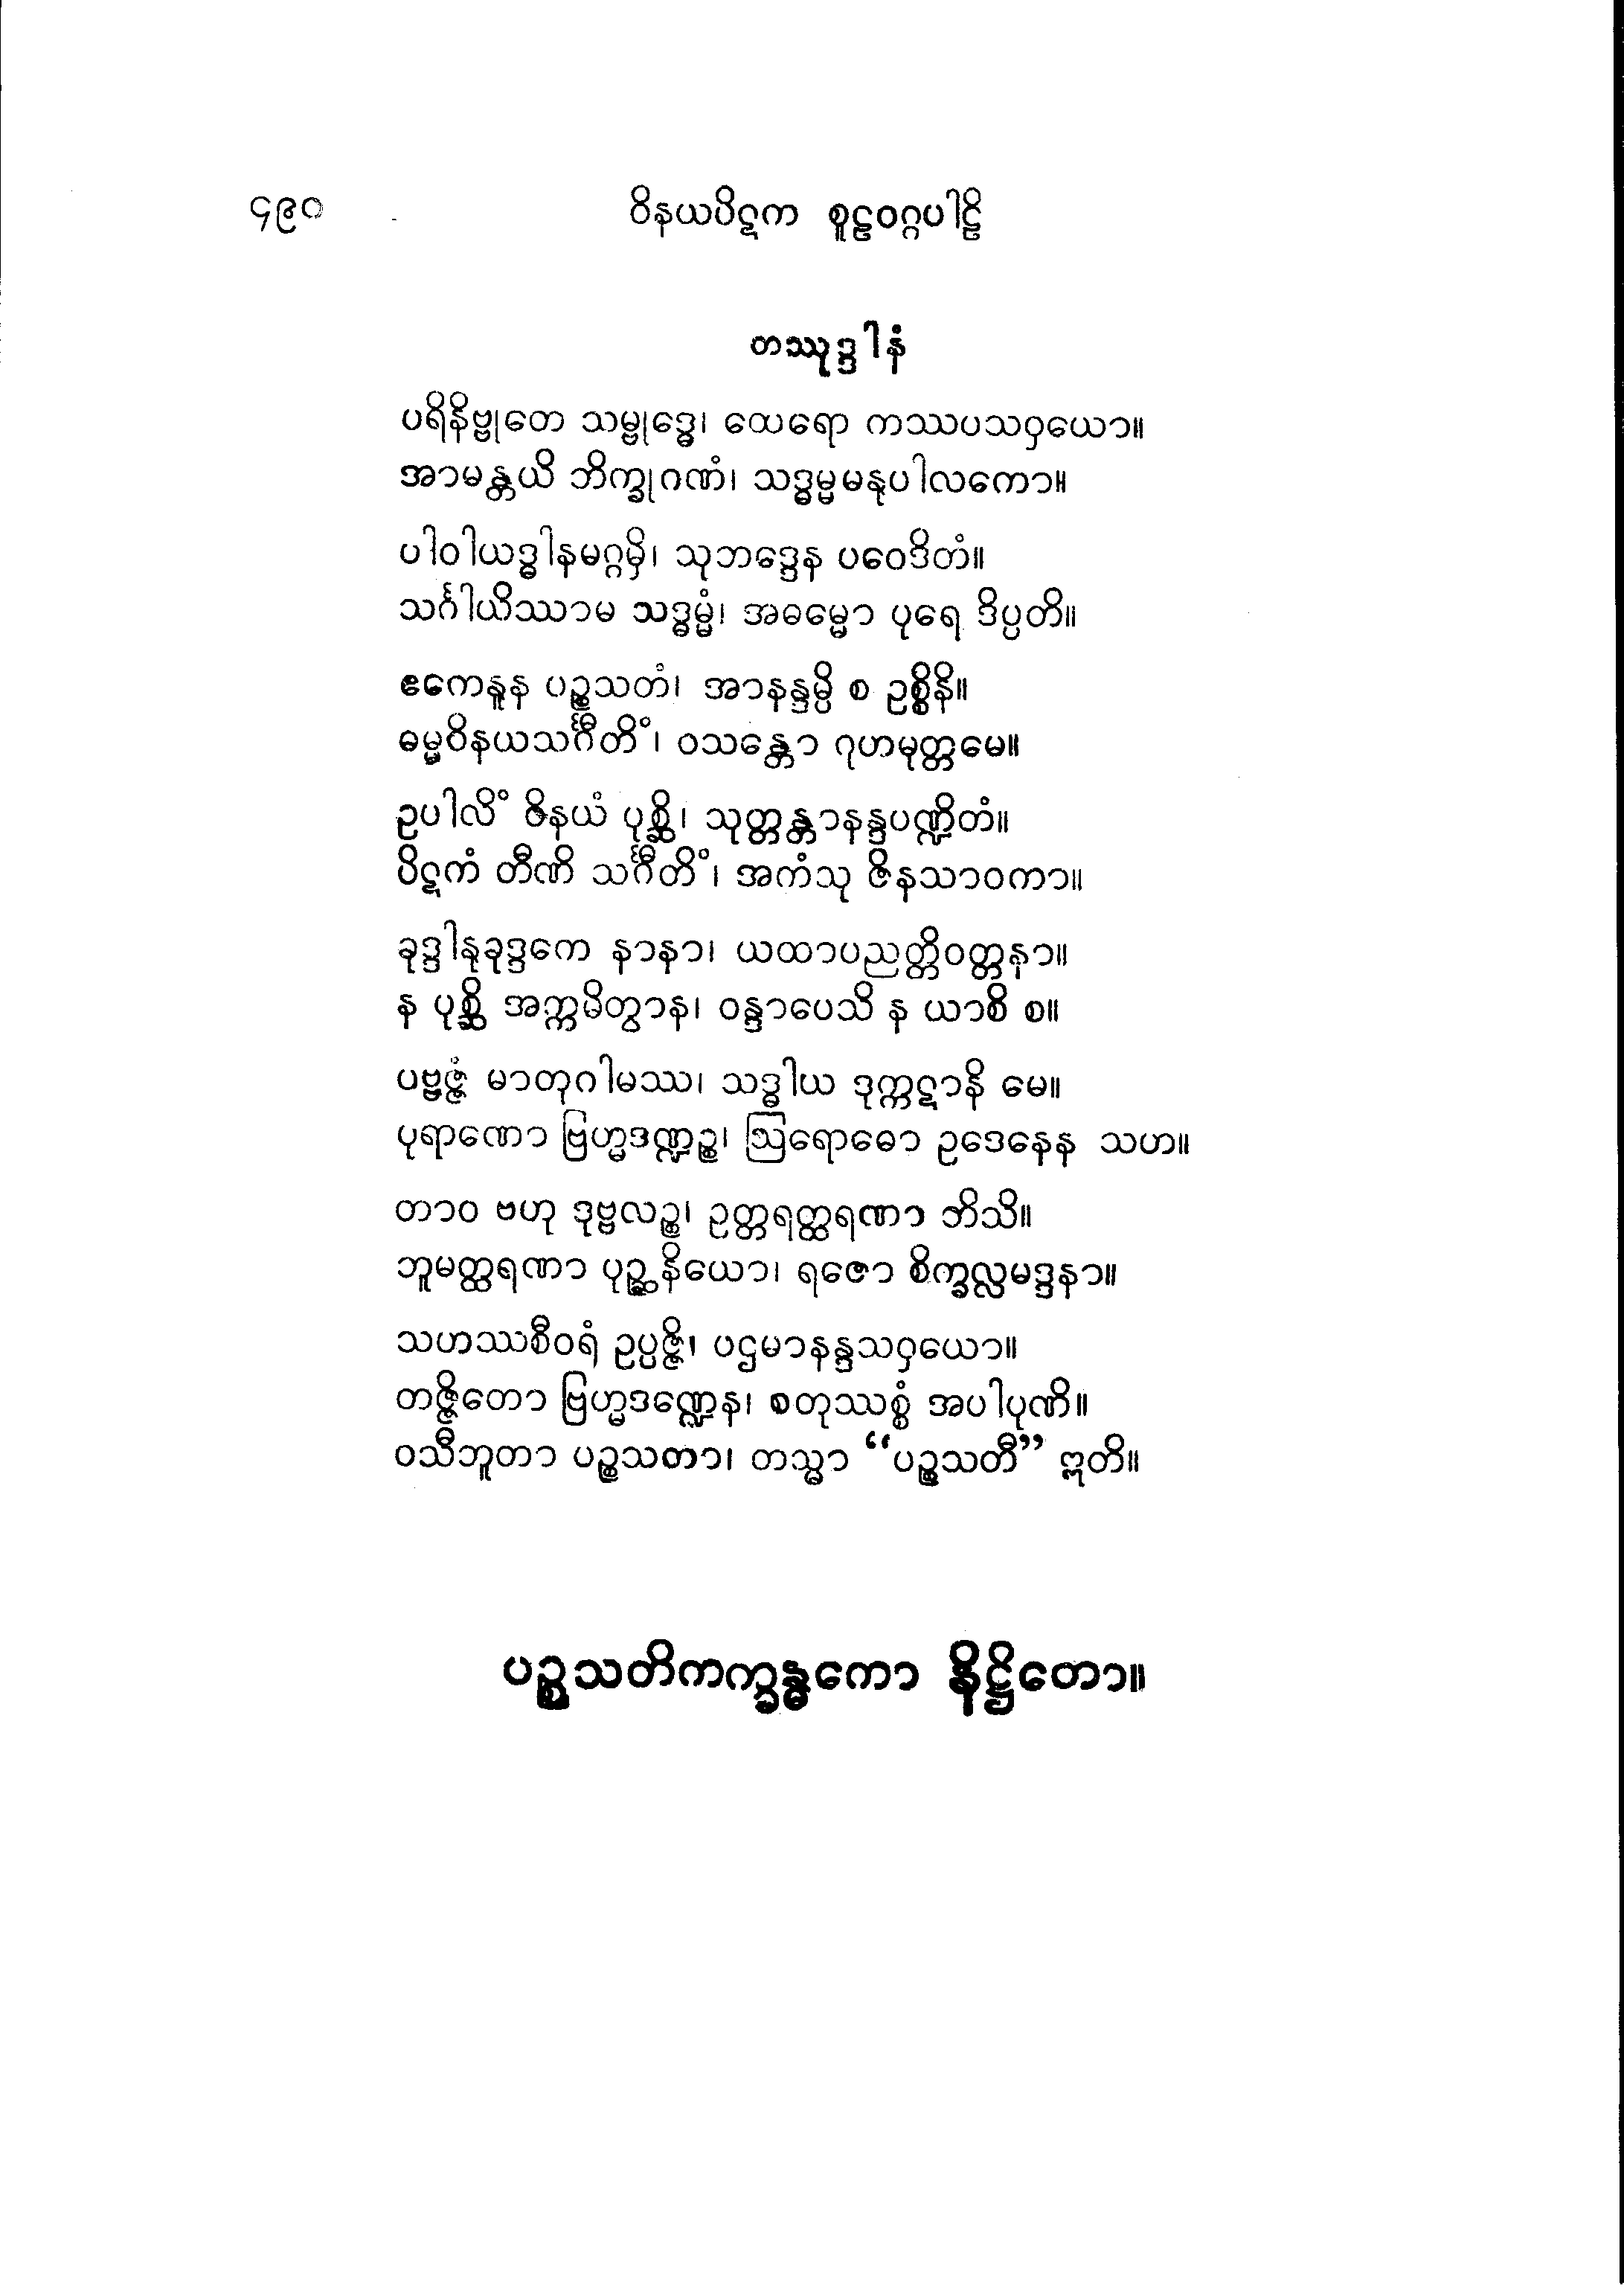 ၄၉၀ ဝိနယပိဋက စူဠဝဂ္ဂပါဠိ
တဿုဒ္ဒါနံ
ပရိနိဗ္ဗုတေ သမ္ဗုဒ္ဓေ၊ ထေရော ကဿပသဝှယော။
အာမန္တယိ ဘိက္ခုဂဏံ၊ သဒ္ဓမ္မမနုပါလကော။
ပါဝါယဒ္ဓါနမဂ္ဂမှိ၊ သုဘဒ္ဒေန ပဝေဒိတံ။
သင်္ဂါယိဿာမ သဒ္ဓမ္မံ၊ အဓမ္မော ပုရေ ဒိပ္ပတိ။
ဧကေနူန ပဉ္စသတံ၊ အာနန္ဒမ္ပိ စ ဥစ္စိနိ။
ဓမ္မဝိနယသင်္ဂီတိံ၊ ဝသန္တော ဂုဟမုတ္တမေ။
ဥပါလိံ ဝိနယံ ပုစ္ဆိ၊ သုတ္တန္တာနန္ဒပဏ္ဍိတံ။
ပိဋကံ တီဏိ သင်္ဂီတိံ၊ အကံသု ဇိနသာဝကာ။
ခုဒ္ဒါနုခုဒ္ဒကေ နာနာ၊ ယထာပညတ္တိဝတ္တနာ။
န ပုစ္ဆိ အက္ကမိတွာန၊ ဝန္ဒာပေသိ န ယာစိ စ။
ပဗ္ဗဇ္ဇံ မာတုဂါမဿ၊ သဒ္ဓါယ ဒုက္ကဋာနိ မေ။
ပုရာဏော ဗြဟ္မဒဏ္ဍဉ္စ၊ ဩရောဓော ဥဒေနေန သဟ။
တာဝ ဗဟု ဒုဗ္ဗလဉ္စ၊ ဥတ္တရတ္ထရဏာ ဘိသိ။
ဘူမတ္ထရဏာ ပုဉ္ဆနိယော၊ ရဇော စိက္ခလ္လမဒ္ဒနာ။
သဟဿစီဝရံ ဥပ္ပဇ္ဇိ၊ ပဌမာနန္ဒသဝှယော။
တဇ္ဇိတော ဗြဟ္မဒဏ္ဍေန၊ စတုဿစ္စံ အပါပုဏိ။
ဝသီဘူတာ ပဉ္စသတာ၊ တသ္မာ “ပဉ္စသတီ” ဣတိ။
ပဉ္စသတိကက္ခန္ဓကော နိဋ္ဌိတော။